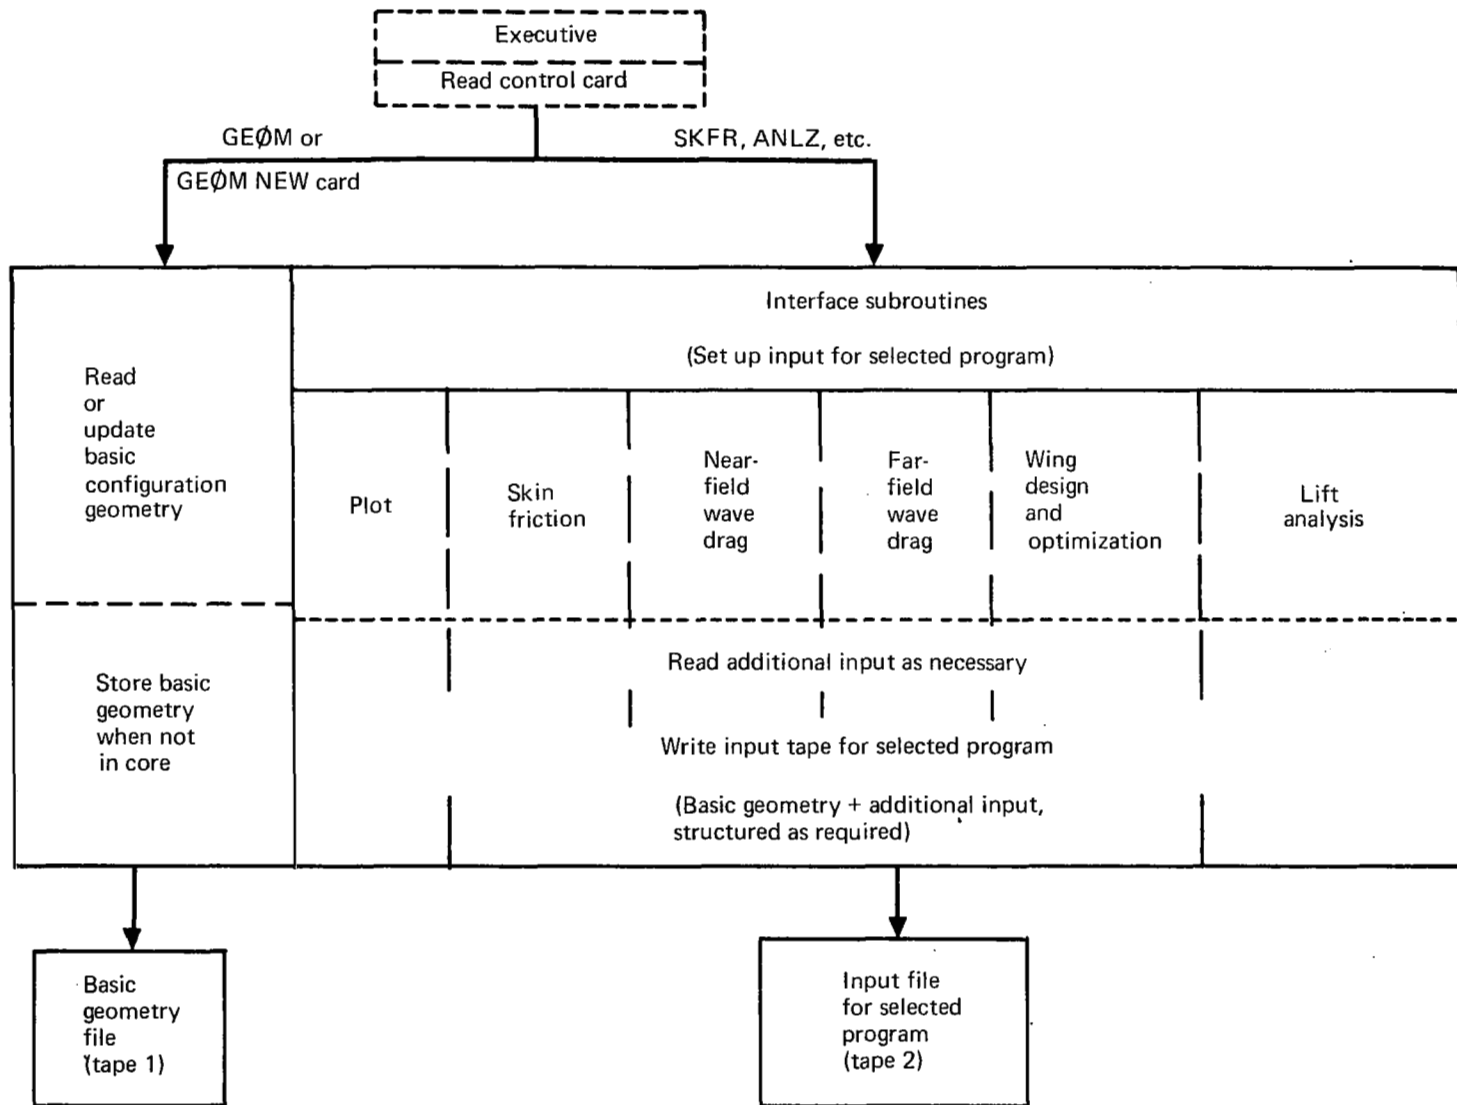 Executive
Read control card
GEØM or
GEØM NEW card
SKFR, ANLZ, etc.
Read
or
update
basic
configuration
geometry
Store basic
geometry
when not
in core
Interface subroutines
(Set up input for selected program)
Plot
Skin
friction
Near-
field
wave
drag
Far-
field
wave
drag
Wing
design
and
optimization
Lift
analysis
Read additional input as necessary
Write input tape for selected program
(Basic geometry + additional input,
structured as required)
Basic
geometry
file
(tape 1)
Input file
for selected
program
(tape 2)